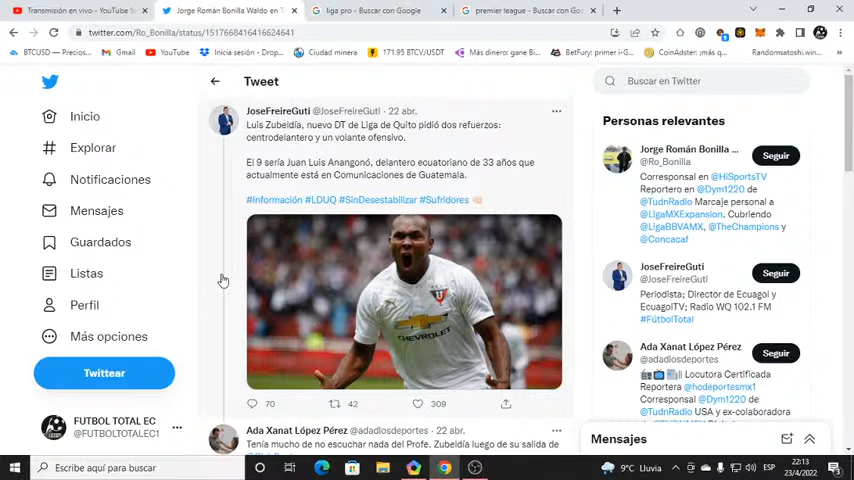 Transmisión en vivo - YouTube St
Jorge Román Bonilla Waldo en T
liga pro - Buscar con Google
premier league - Buscar con Goo
twitter.com/Ro_Bonilla/status/1517668416416624641
BTCUSD — Precios...
Gmail
YouTube
Inicio sesión - Drop...
Ciudad minera
171.95 BTCV/USDT
Más dinero: gane Bi...
BetFury: primer i-G...
CoinAdster: ¡más q...
Randomsatoshi.win...
Inicio
Explorar
Notificaciones
Mensajes
Guardados
Listas
Perfil
Más opciones
Twittear
FUTBOL TOTAL EC
@FUTBOLTOTALEC1
Tweet
JoseFreireGuti @JoseFreireGuti · 22 abr.
Luis Zubeldía, nuevo DT de Liga de Quito pidió dos refuerzos:
centrodelantero y un volante ofensivo.
El 9 sería Juan Luis Anangonó, delantero ecuatoriano de 33 años que
actualmente está en Comunicaciones de Guatemala.
#Información #LDUQ #SinDesestabilizar #Sufridores
CHEVROLET
70
42
309
Ada Xanat López Pérez @adadlosdeportes · 22 abr.
Tenía mucho de no escuchar nada del Profe. Zubeldía luego de su salida de
Buscar en Twitter
Personas relevantes
Jorge Román Bonilla ...
@Ro_Bonilla
Seguir
Corresponsal en @HiSportsTV
Reportero en @Dym1220 de
@TudnRadio Marcaje personal a
@LigaMXExpansion. Cubriendo
@LigaBBVAMX, @TheChampions y
@Concacaf
JoseFreireGuti
@JoseFreireGuti
Seguir
Periodista; Director de Ecuagol y
EcuagolTV; Radio WQ 102.1 FM
#FútbolTotal
Ada Xanat López Pérez
@adadlosdeportes
Seguir
Locutora Certificada
Reportera @hcdeportesmx1
Corresponsal @Dym1220 de
@TudnRadio USA y ex-colaboradora
Mensajes
Escribe aquí para buscar
9°C Lluvia
ESP
22:13
23/4/2022
3